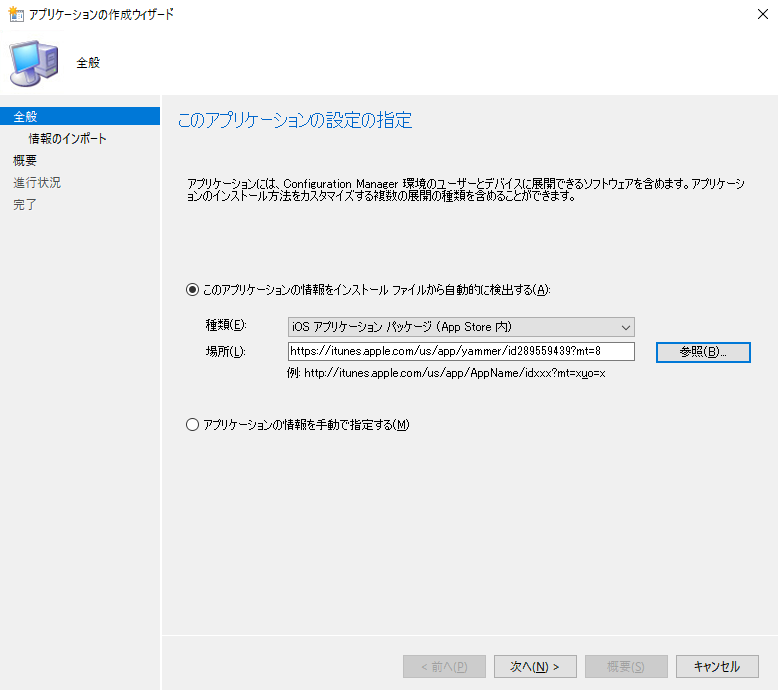 アプリケーションの作成ウィザード
全般
全般
情報のインポート
概要
進行状況
完了
このアプリケーションの設定の指定
アプリケーションには、Configuration Manager 環境のユーザーとデバイスに展開できるソフトウェアを含めます。アプリケーシ
ョンのインストール方法をカスタマイズする複数の展開の種類を含めることができます。
このアプリケーションの情報をインストール ファイルから自動的に検出する(A):
種類(E):
iOS アプリケーション パッケージ (App Store 内)
場所(L):
https://itunes.apple.com/us/app/yammer/id289559439?mt=8
参照(B)...
例: http://itunes.apple.com/us/app/AppName/idxxx?mt=xuo=x
アプリケーションの情報を手動で指定する(M)
< 前へ(P)
次へ(N) >
概要(S)
キャンセル